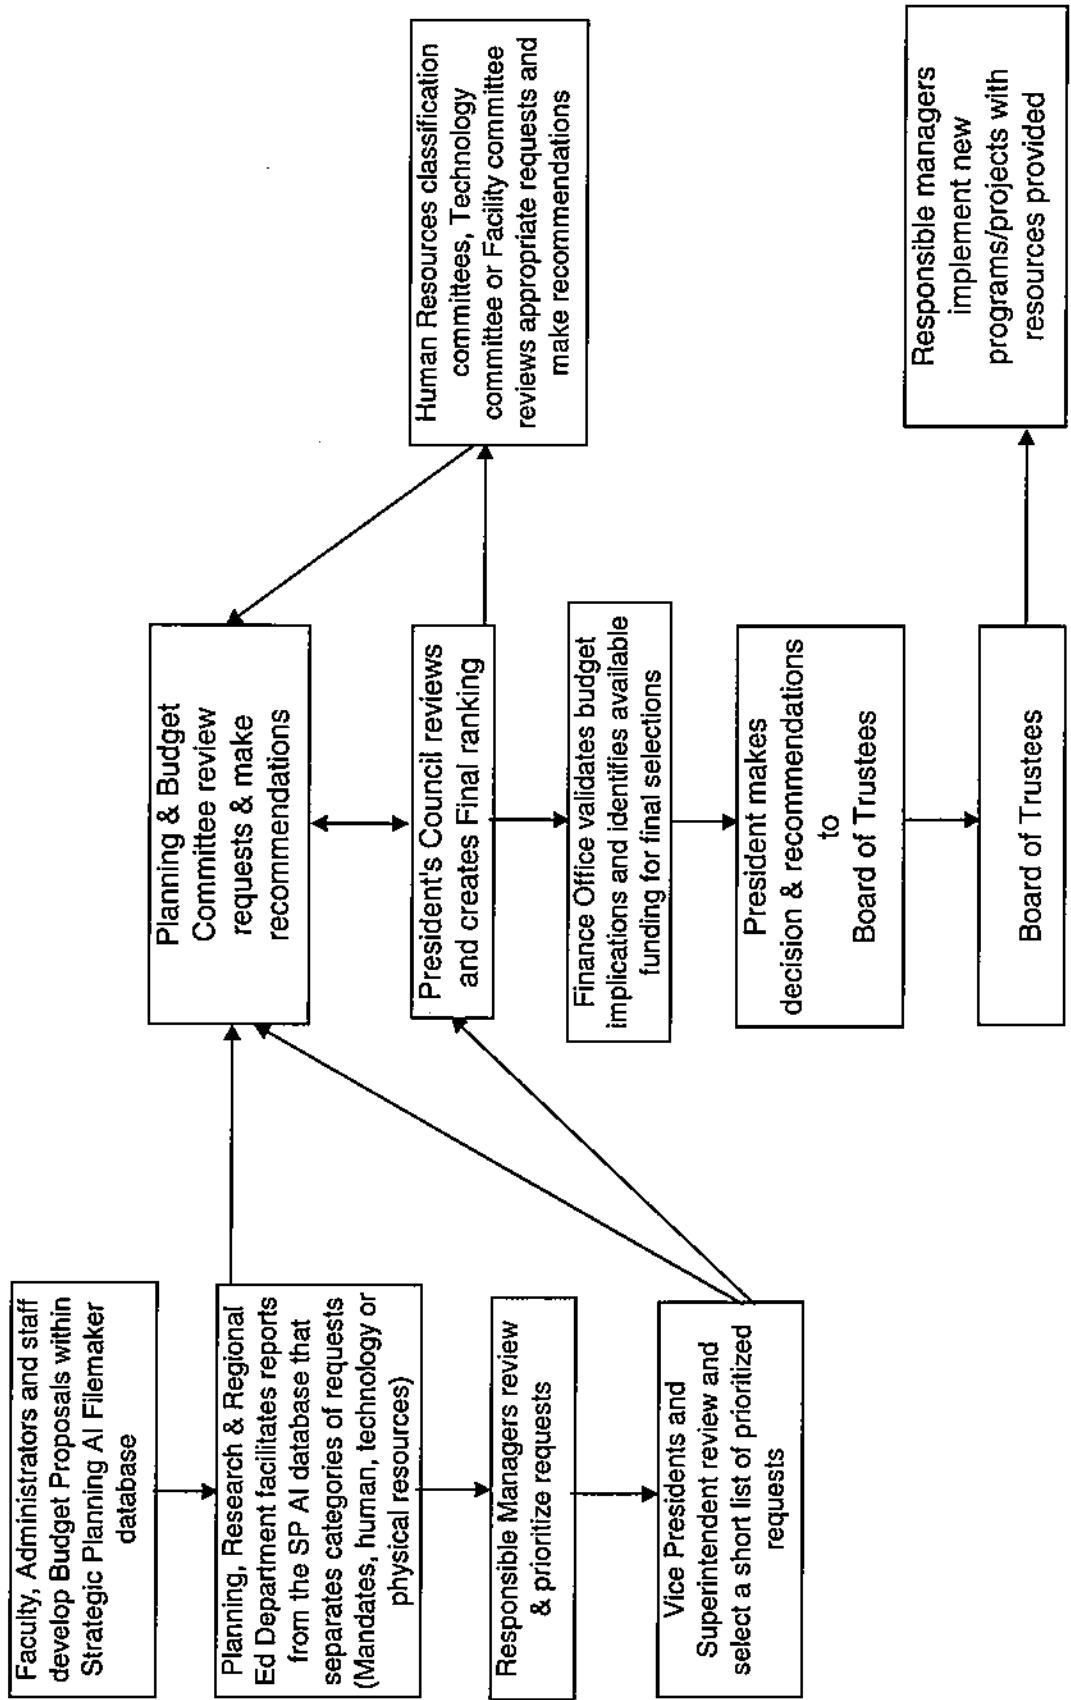 Faculty, Administrators and staff
develop Budget Proposals within
Strategic Planning AI Filemaker
database
Planning, Research & Regional
Ed Department facilitates reports
from the SP AI database that
separates categories of requests
(Mandates, human, technology or
physical resources)
Responsible Managers review
& prioritize requests
Vice Presidents and
Superintendent review and
select a short list of prioritized
requests
Planning & Budget
Committee review
requests & make
recommendations
President's Council reviews
and creates Final ranking
Finance Office validates budget
implications and identifies available
funding for final selections
President makes
decision & recommendations
to
Board of Trustees
Board of Trustees
Human Resources classification
committees, Technology
committee or Facility committee
reviews appropriate requests and
make recommendations
Responsible managers
implement new
programs/projects with
resources provided